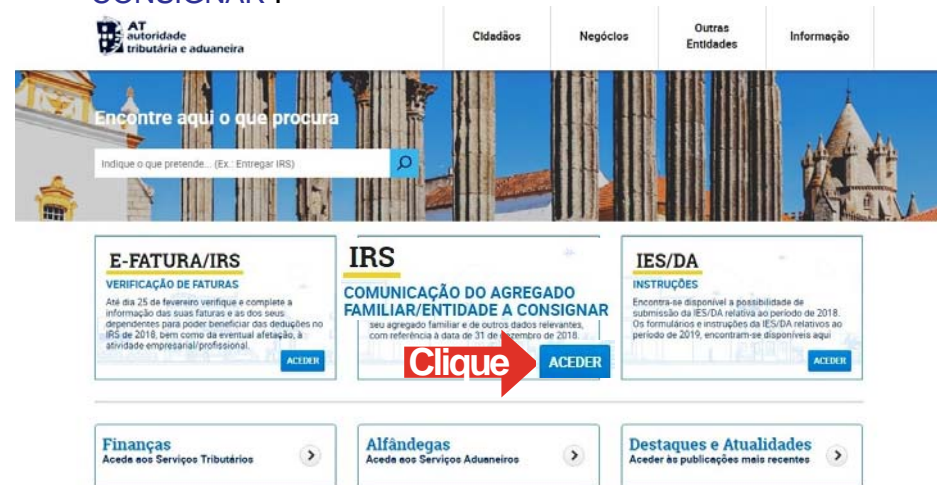 CONSIGNAR".
AT
autoridade
tributária e aduaneira
Cidadãos
Negócios
Outras
Entidades
Informação
Encontre aqui o que procura
Indique o que pretende... (Ex.: Entregar IRS)
E-FATURA/IRS
VERIFICAÇÃO DE FATURAS
Até dia 25 de fevereiro verifique e complete a
informação das suas faturas e as dos seus
dependentes para poder beneficiar das deduções no
IRS de 2018, bem como da eventual afetação, à
atividade empresarial/profissional.
ACEDER
IRS
COMUNICAÇÃO DO AGREGADO
FAMILIAR/ENTIDADE A CONSIGNAR
seu agregado familiar e de outros dados relevantes,
com referência à data de 31 de dezembro de 2018.
Clique
ACEDER
IES/DA
INSTRUÇÕES
Encontra-se disponível a possibilidade de
submissão da IES/DA relativa ao período de 2018.
Os formulários e instruções da IES/DA relativos ao
período de 2019, encontram-se disponíveis aqui
ACEDER
Finanças
Aceda aos Serviços Tributários
Alfândegas
Aceda aos Serviços Aduaneiros
Destaques e Atualidades
Aceder às publicações mais recentes